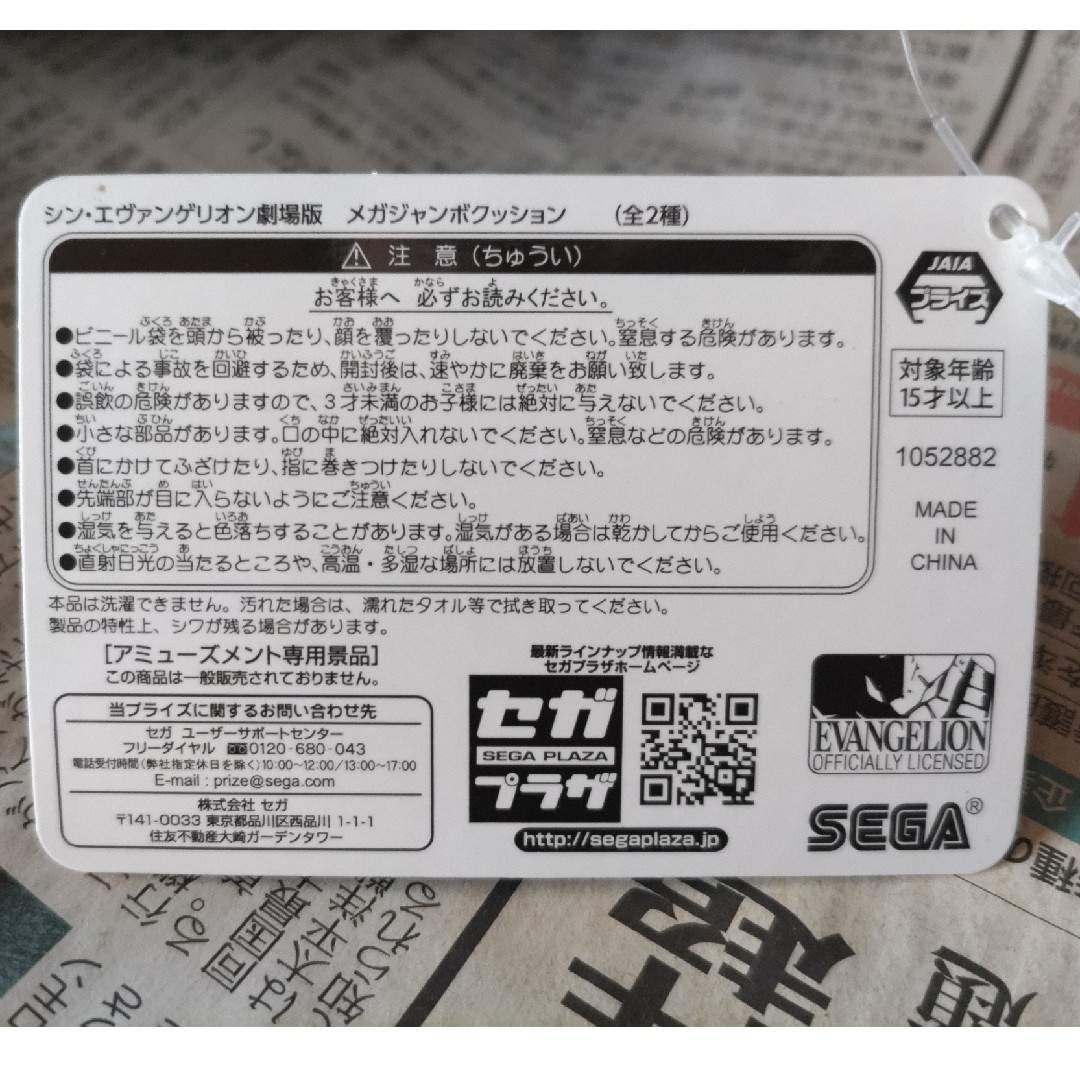 シン・エヴァンゲリオン劇場版 メガジャンボクッション (全2種)
⚠ 注 意 (ちゅうい)
お客様へ 必ずお読みください。
●ビニール袋を頭から被ったり、顔を覆ったりしないでください。窒息する危険があります。
●袋による事故を回避するため、開封後は、速やかに廃棄をお願い致します。
●誤飲の危険がありますので、3才未満のお子様には絶対に与えないでください。
●小さな部品があります。口の中に絶対入れないでください。窒息などの危険があります。
●首にかけてふざけたり、指に巻きつけたりしないでください。
●先端部が目に入らないようにご注意ください。
●湿気を与えると色落ちすることがあります。湿気がある場合は乾かしてからご使用ください。
●直射日光の当たるところや、高温・多湿な場所には放置しないでください。
本品は洗濯できません。汚れた場合は、濡れたタオル等で拭き取ってください。
製品の特性上、シワが残る場合があります。
[アミューズメント専用景品]
この商品は一般販売されておりません。
当プライズに関するお問い合わせ先
セガ ユーザーサポートセンター
フリーダイヤル 0120-680-043
電話受付時間(弊社指定休日を除く)10:00~12:00/13:00~17:00
E-mail : prize@sega.com
株式会社 セガ
〒141-0033 東京都品川区西品川 1-1-1
住友不動産大崎ガーデンタワー
最新ラインナップ情報満載な
セガプラザホームページ
セガ
SEGA PLAZA
プラザ
http://segaplaza.jp
JAIA
プライズ
対象年齢
15才以上
1052882
MADE
IN
CHINA
EVANGELION
OFFICIALLY LICENSED
SEGA®